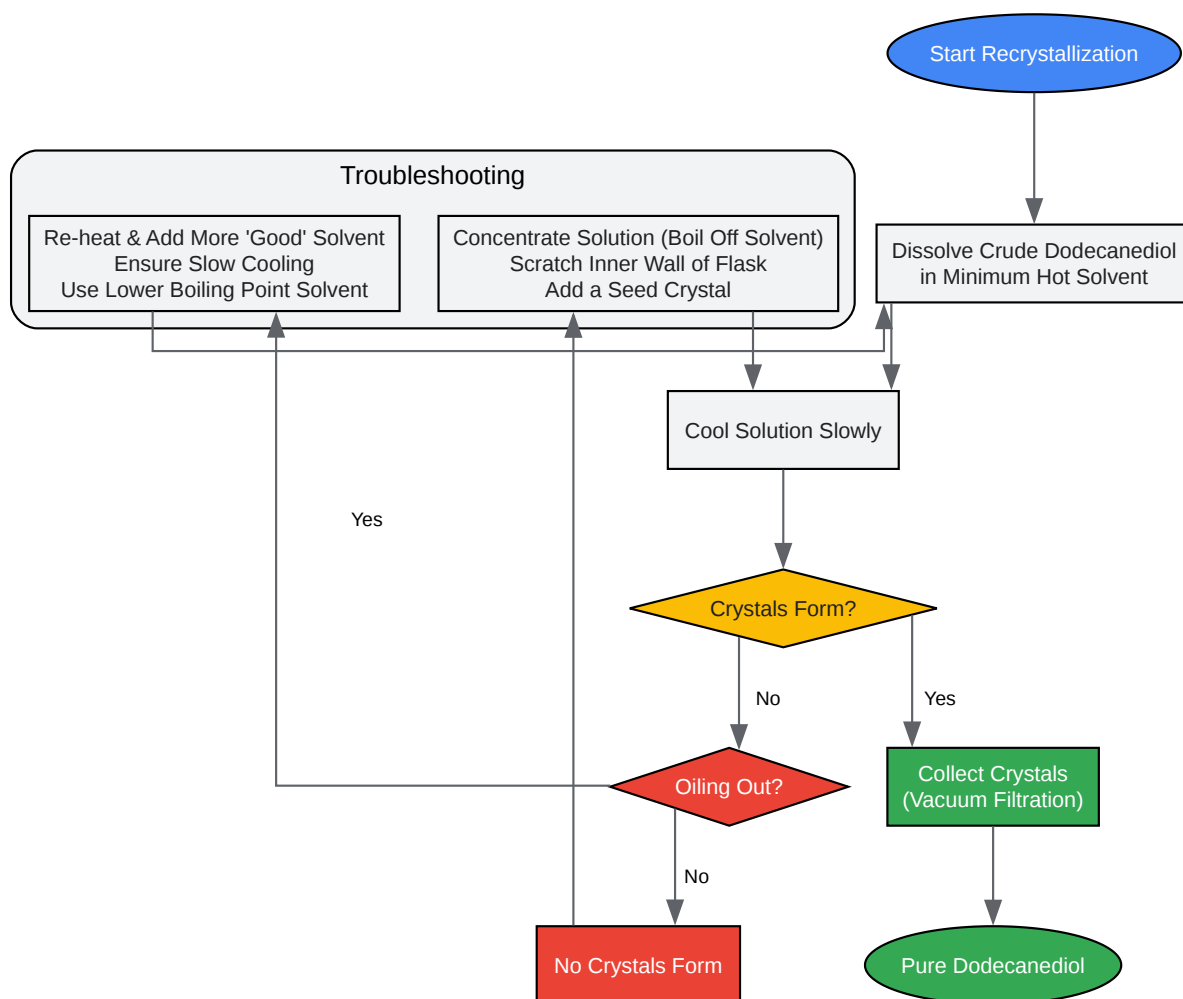 Start Recrystallization
Troubleshooting
Re-heat & Add More 'Good' Solvent
Ensure Slow Cooling
Use Lower Boiling Point Solvent
Concentrate Solution (Boil Off Solvent)
Scratch Inner Wall of Flask
Add a Seed Crystal
Dissolve Crude Dodecanediol
in Minimum Hot Solvent
Cool Solution Slowly
Yes
Crystals Form?
No
Yes
Oiling Out?
Collect Crystals
(Vacuum Filtration)
No
No Crystals Form
Pure Dodecanediol